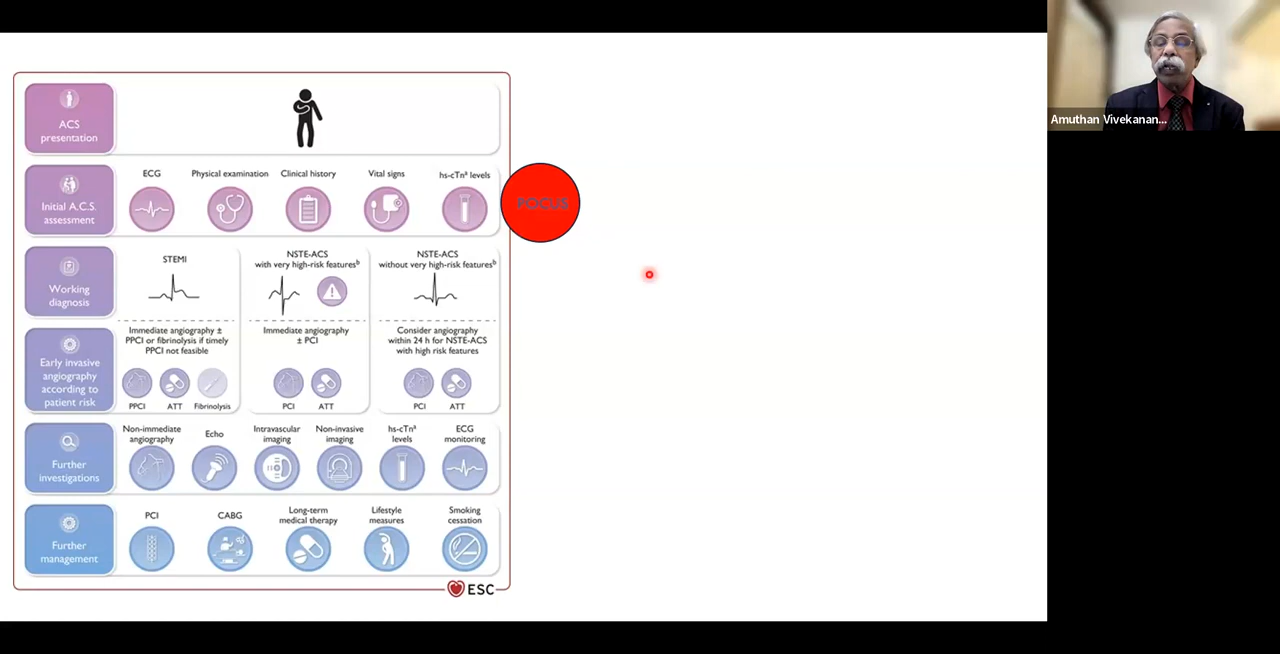 ACS
presentation
Initial A.C.S.
assessment
ECG
Physical examination
Clinical history
Vital signs
hs-cTnᵃ levels
POCUS
Working
diagnosis
STEMI
NSTE-ACS
with very high-risk featuresᵇ
NSTE-ACS
without very high-risk featuresᵇ
Early invasive
angiography
according to
patient risk
Immediate angiography ±
PPCI or fibrinolysis if timely
PPCI not feasible
PPCI
ATT
Fibrinolysis
Immediate angiography
± PCI
PCI
ATT
Consider angiography
within 24 h for NSTE-ACS
with high risk features
PCI
ATT
Further
investigations
Non-immediate
angiography
Echo
Intravascular
imaging
Non-invasive
imaging
hs-cTnᵃ
levels
ECG
monitoring
Further
management
PCI
CABG
Long-term
medical therapy
Lifestyle
measures
Smoking
cessation
ESC
Amuthan Vivekanan...